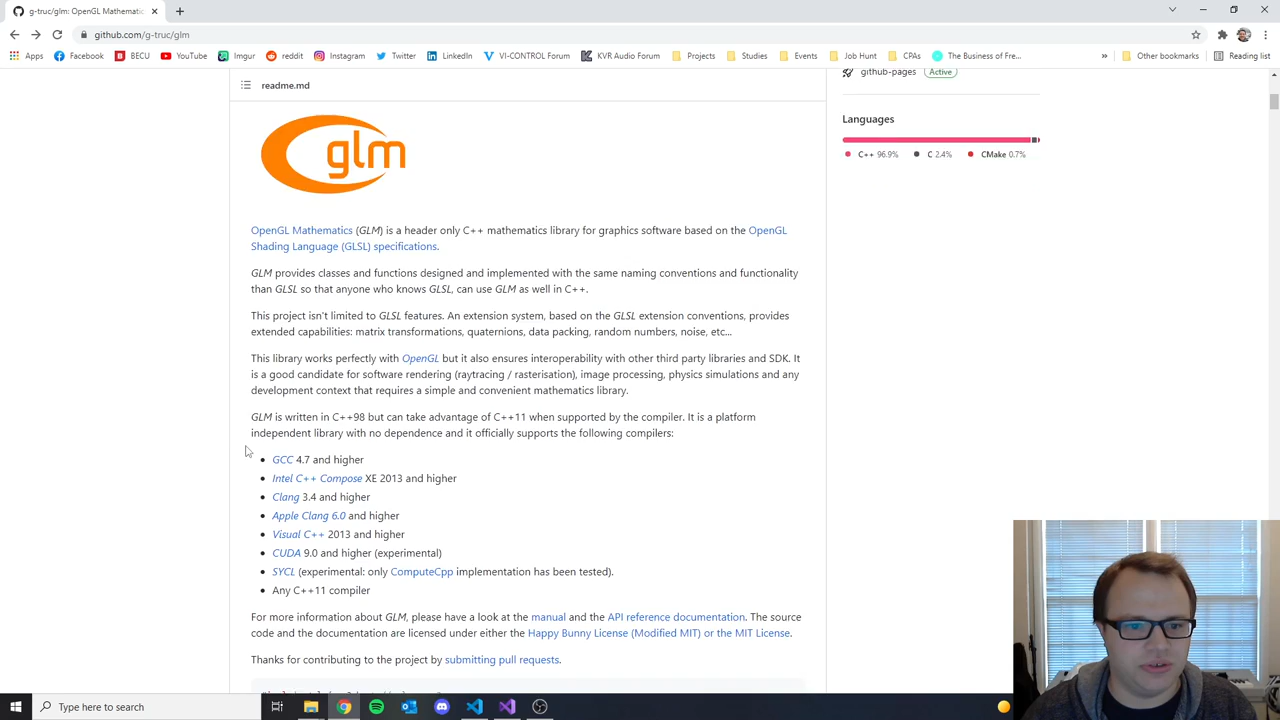 g-truc/glm: OpenGL Mathematic
github.com/g-truc/glm
Apps Facebook BECU YouTube Imgur reddit Instagram Twitter LinkedIn VI-CONTROL Forum KVR Audio Forum Projects Studies Events Job Hunt CPAs The Business of Fre... » Other bookmarks Reading list
github-pages Active
readme.md
Languages
C++ 96.9% C 2.4% CMake 0.7%
glm
OpenGL Mathematics (GLM) is a header only C++ mathematics library for graphics software based on the OpenGL
Shading Language (GLSL) specifications.
GLM provides classes and functions designed and implemented with the same naming conventions and functionality
than GLSL so that anyone who knows GLSL, can use GLM as well in C++.
This project isn't limited to GLSL features. An extension system, based on the GLSL extension conventions, provides
extended capabilities: matrix transformations, quaternions, data packing, random numbers, noise, etc...
This library works perfectly with OpenGL but it also ensures interoperability with other third party libraries and SDK. It
is a good candidate for software rendering (raytracing / rasterisation), image processing, physics simulations and any
development context that requires a simple and convenient mathematics library.
GLM is written in C++98 but can take advantage of C++11 when supported by the compiler. It is a platform
independent library with no dependence and it officially supports the following compilers:
GCC 4.7 and higher
Intel C++ Compose XE 2013 and higher
Clang 3.4 and higher
Apple Clang 6.0 and higher
Visual C++ 2013 and higher
CUDA 9.0 and higher (experimental)
SYCL (experimental: only ComputeCpp implementation has been tested).
Any C++11 compiler
For more information about GLM, please have a look at the manual and the API reference documentation. The source
code and the documentation are licensed under either the Happy Bunny License (Modified MIT) or the MIT License.
Thanks for contributing to the project by submitting pull requests.
Type here to search